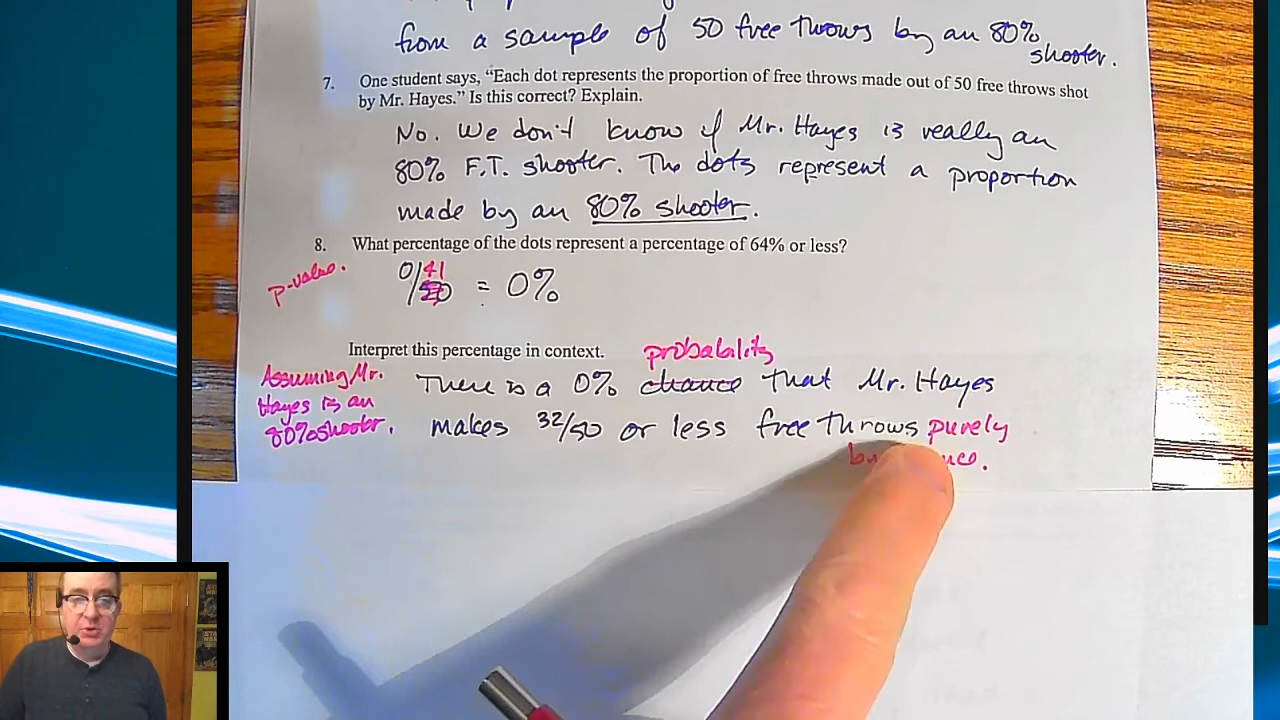 from a sample of 50 free throws by an 80%
shooter.
7. One student says, "Each dot represents the proportion of free throws made out of 50 free throws shot
by Mr. Hayes." Is this correct? Explain.
No. We don't know if Mr. Hayes is really an
80% F.T. shooter. The dots represent a proportion
made by an 80% shooter.
8. What percentage of the dots represent a percentage of 64% or less?
p-value.
0/41 = 0%
Interpret this percentage in context.
probability
Assuming Mr.
Hayes is an
80% shooter.
There is a 0% chance that Mr. Hayes
makes 32/50 or less free throws purely